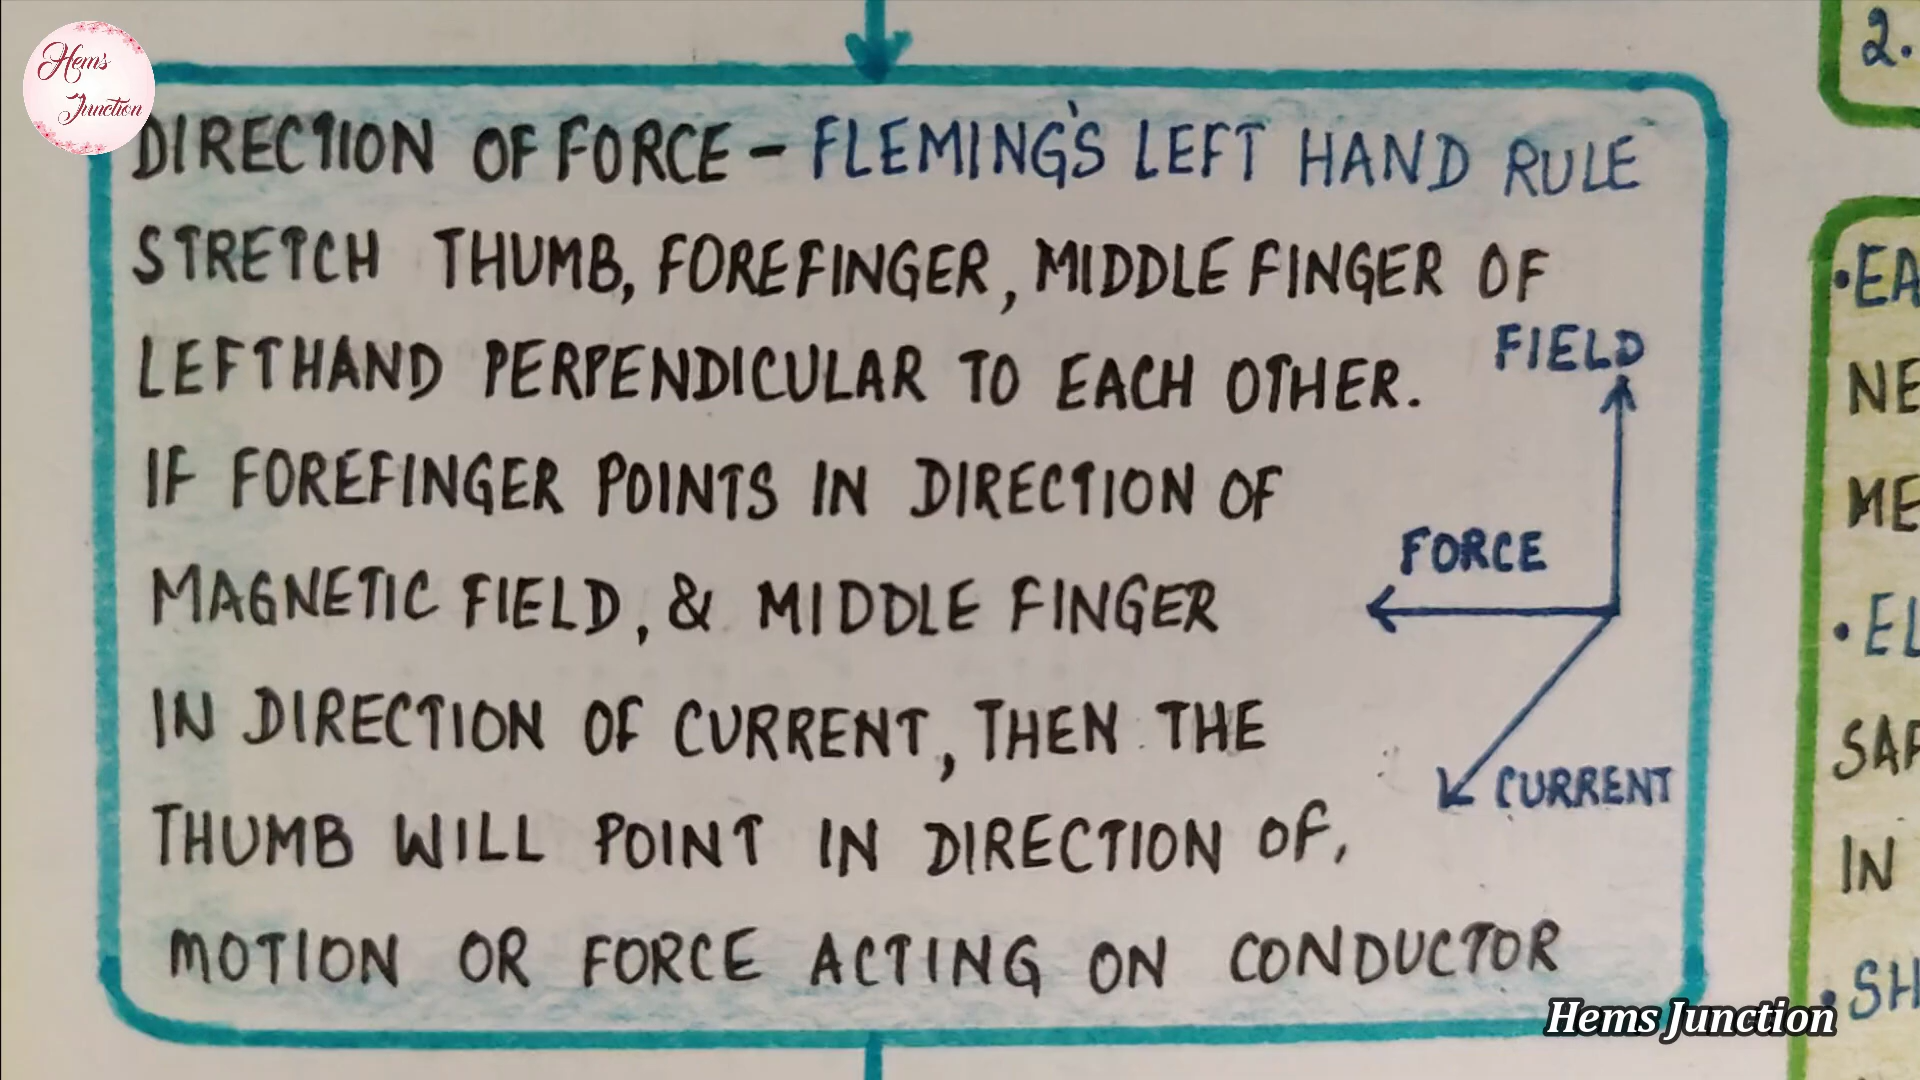 Hem's
Junction
DIRECTION OF FORCE - FLEMING'S LEFT HAND RULE
STRETCH THUMB, FOREFINGER, MIDDLE FINGER OF
LEFTHAND PERPENDICULAR TO EACH OTHER.
FIELD
IF FOREFINGER POINTS IN DIRECTION OF
FORCE
MAGNETIC FIELD, & MIDDLE FINGER
IN DIRECTION OF CURRENT, THEN THE
CURRENT
THUMB WILL POINT IN DIRECTION OF,
MOTION OR FORCE ACTING ON CONDUCTOR
2.
•EA
NE
ME
•EL
SAF
IN
•SH
Hems Junction